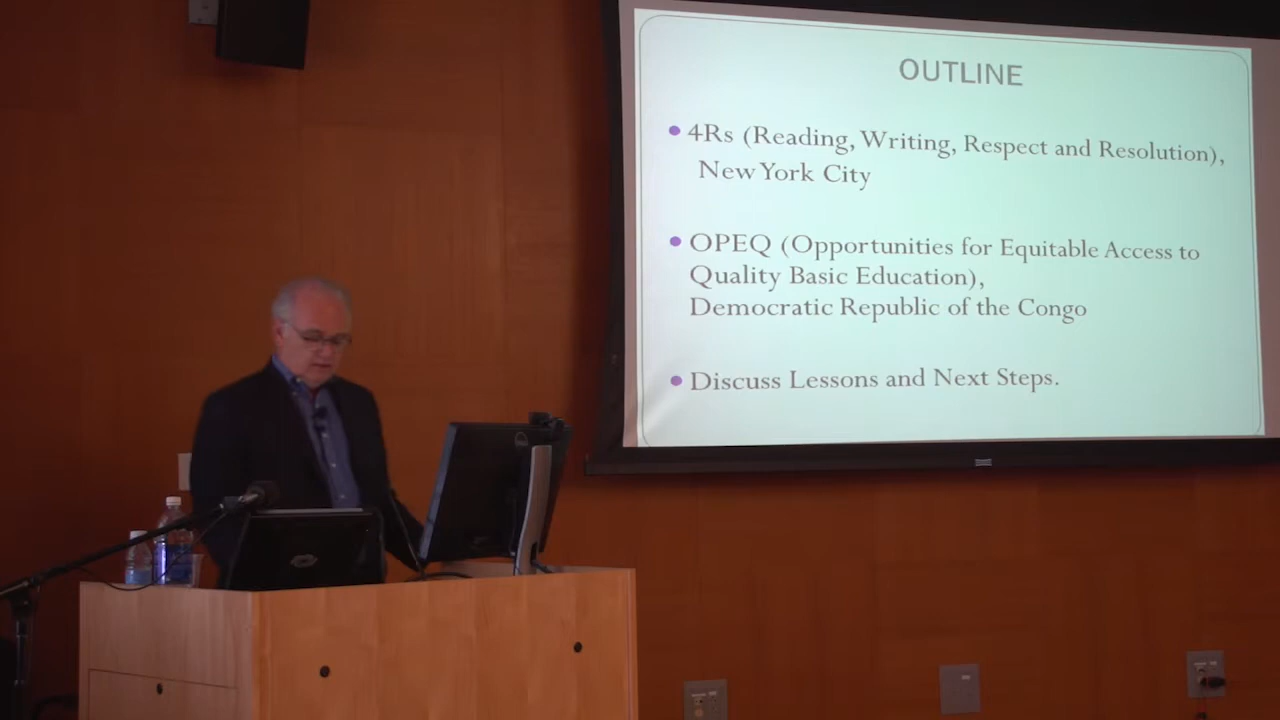 OUTLINE
• 4Rs (Reading, Writing, Respect and Resolution),
New York City
• OPEQ (Opportunities for Equitable Access to
Quality Basic Education),
Democratic Republic of the Congo
• Discuss Lessons and Next Steps.